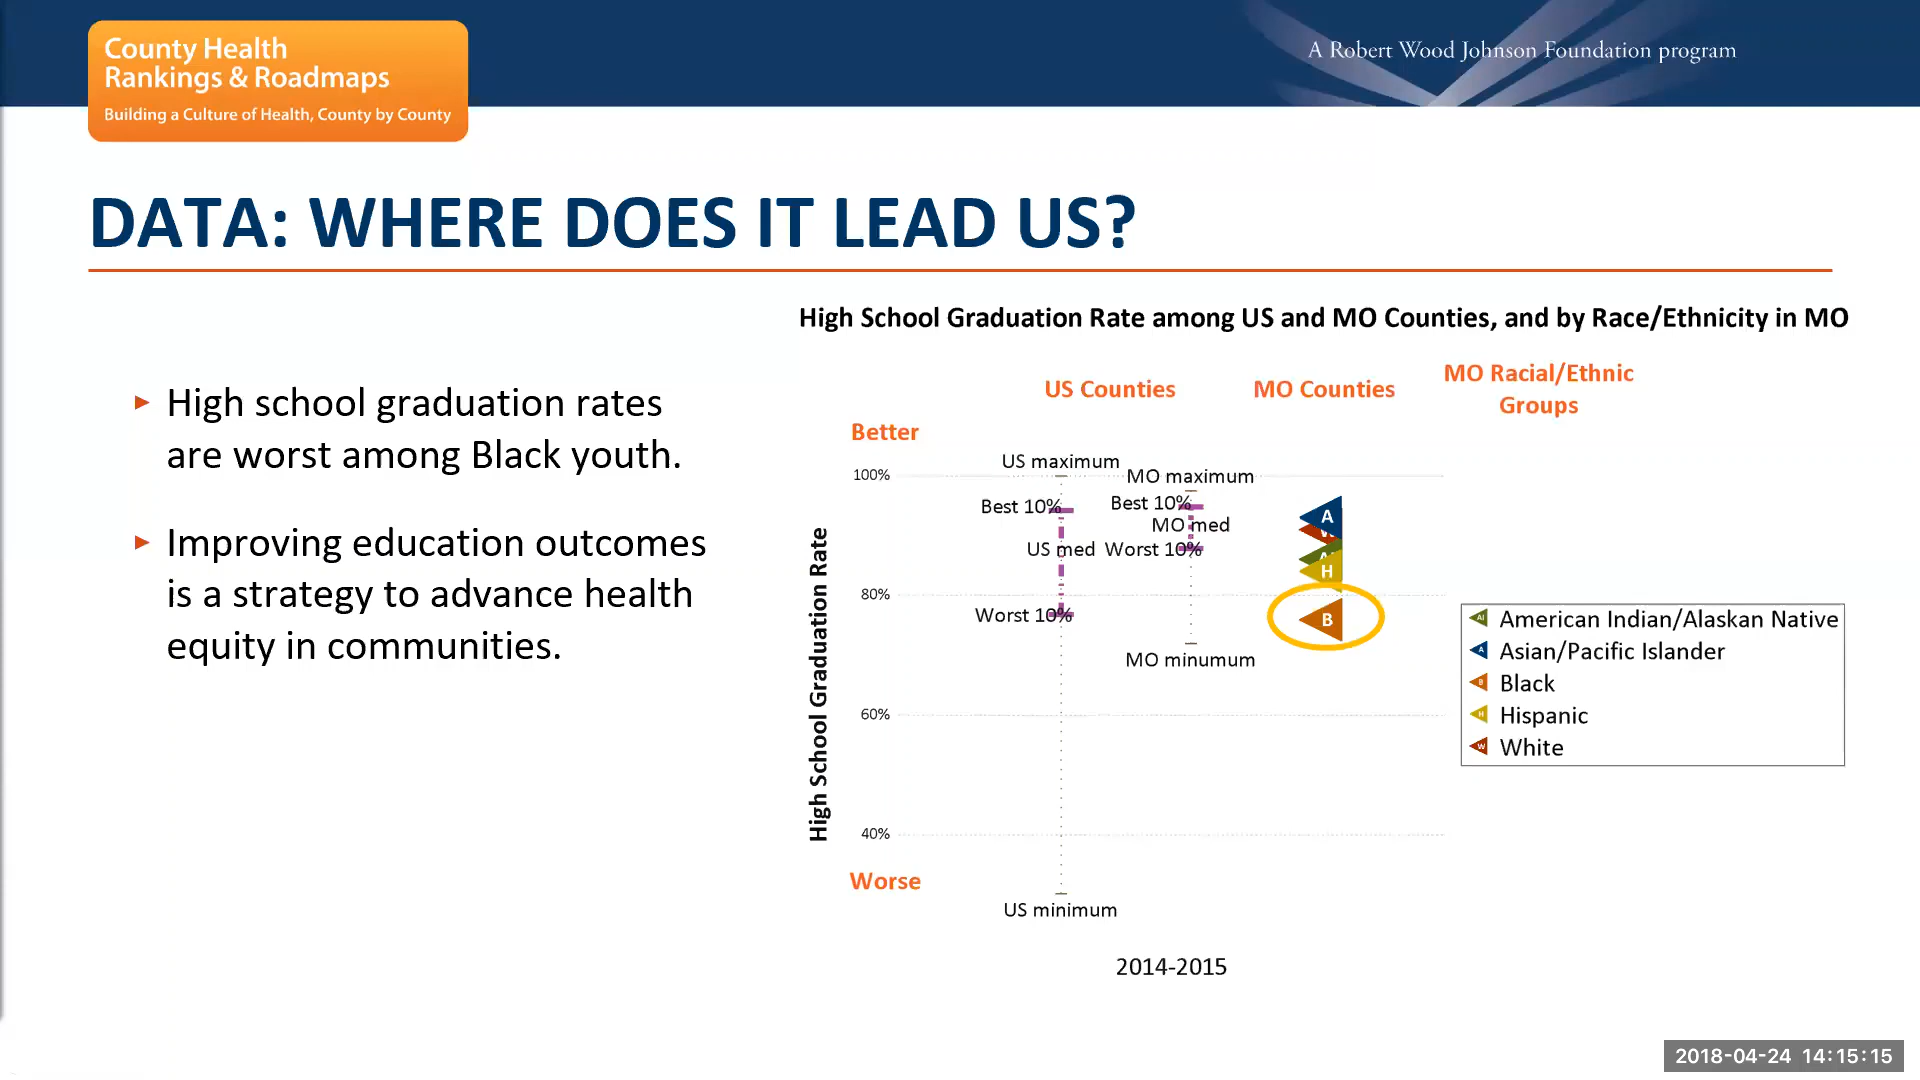 County Health
Rankings & Roadmaps
Building a Culture of Health, County by County
A Robert Wood Johnson Foundation program
DATA: WHERE DOES IT LEAD US?
High school graduation rates
are worst among Black youth.
Improving education outcomes
is a strategy to advance health
equity in communities.
High School Graduation Rate among US and MO Counties, and by Race/Ethnicity in MO
US Counties
MO Counties
MO Racial/Ethnic
Groups
Better
High School Graduation Rate
100%
80%
60%
40%
Worse
US maximum
Best 10%
US med
Worst 10%
US minimum
MO maximum
Best 10%
MO med
Worst 10%
MO minumum
A
W
AI
H
B
2014-2015
AI American Indian/Alaskan Native
A Asian/Pacific Islander
B Black
H Hispanic
W White
2018-04-24 14:15:15